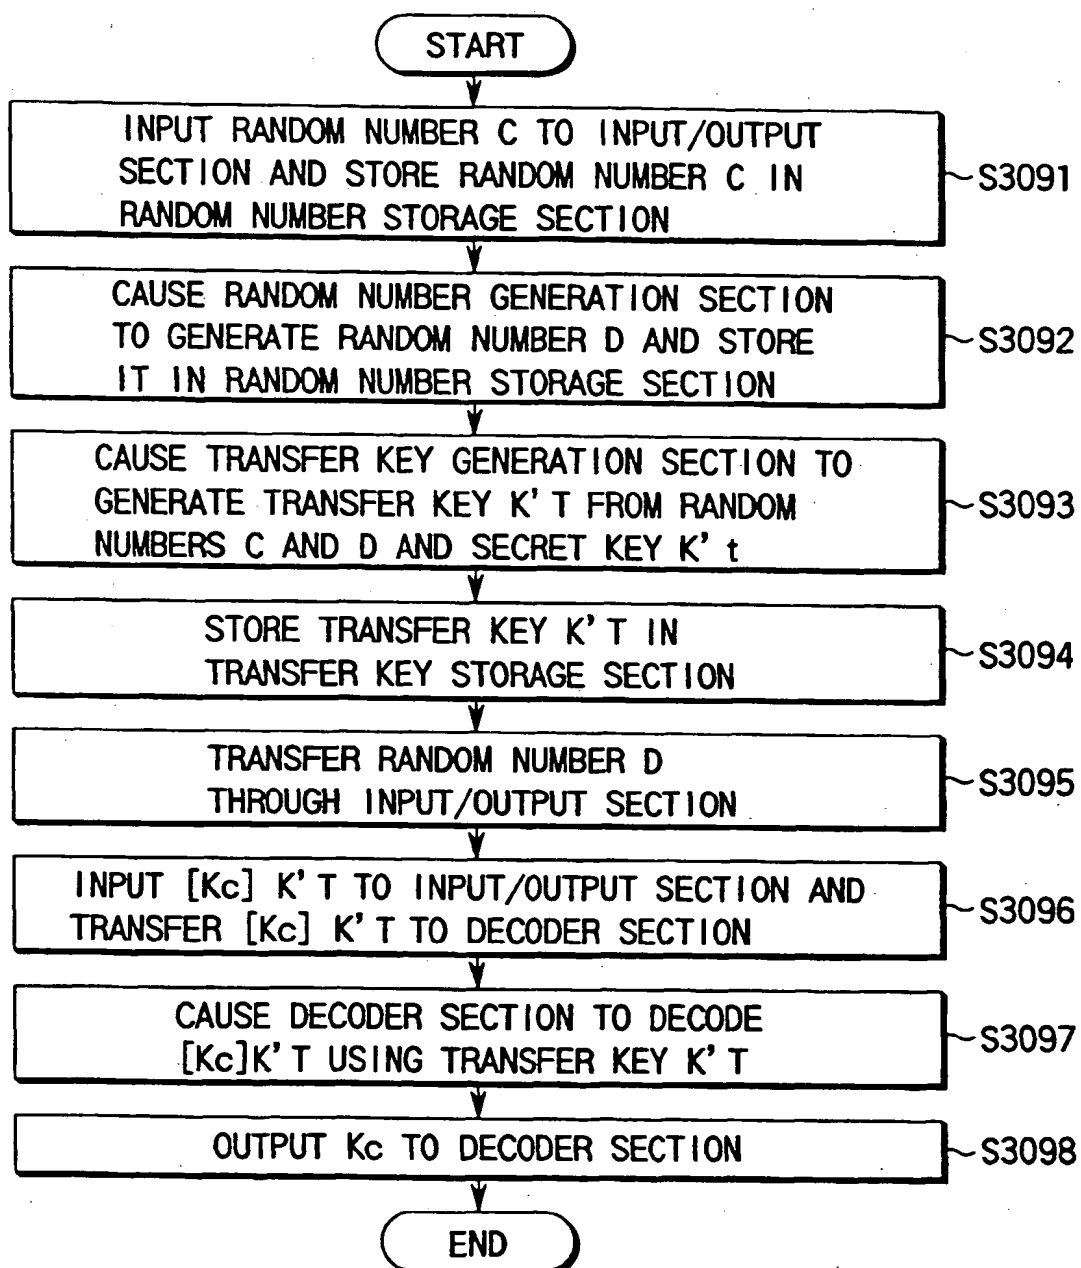 START
INPUT RANDOM NUMBER C TO INPUT/OUTPUT
SECTION AND STORE RANDOM NUMBER C IN
RANDOM NUMBER STORAGE SECTION
S3091
CAUSE RANDOM NUMBER GENERATION SECTION
TO GENERATE RANDOM NUMBER D AND STORE
IT IN RANDOM NUMBER STORAGE SECTION
S3092
CAUSE TRANSFER KEY GENERATION SECTION TO
GENERATE TRANSFER KEY K'T FROM RANDOM
NUMBERS C AND D AND SECRET KEY K't
S3093
STORE TRANSFER KEY K'T IN
TRANSFER KEY STORAGE SECTION
S3094
TRANSFER RANDOM NUMBER D
THROUGH INPUT/OUTPUT SECTION
S3095
INPUT [Kc] K'T TO INPUT/OUTPUT SECTION AND
TRANSFER [Kc] K'T TO DECODER SECTION
S3096
CAUSE DECODER SECTION TO DECODE
[Kc]K'T USING TRANSFER KEY K'T
S3097
OUTPUT Kc TO DECODER SECTION
S3098
END